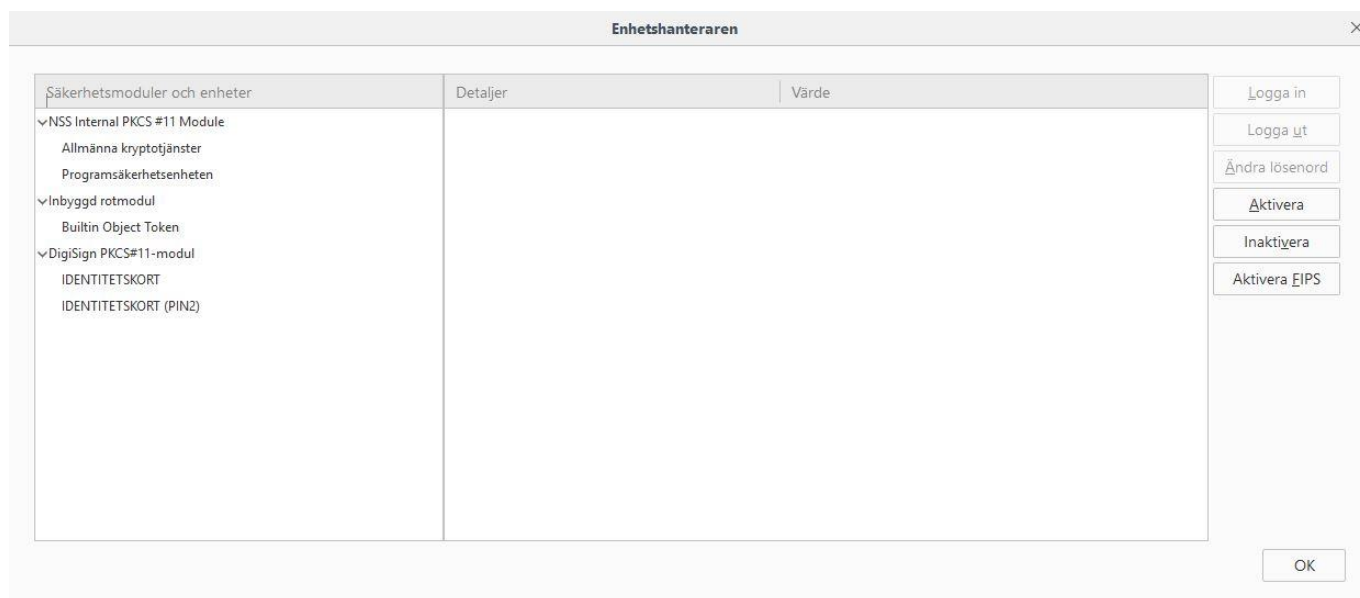 Enhetshanteraren
Säkerhetsmoduler och enheter Detaljer Värde
NSS Internal PKCS #11 Module
Allmänna kryptotjänster
Programsäkerhetsenheten
Inbyggd rotmodul
Builtin Object Token
DigiSign PKCS#11-modul
IDENTITETSKORT
IDENTITETSKORT (PIN2)
Logga in
Logga ut
Ändra lösenord
Aktivera
Inaktivera
Aktivera FIPS
OK